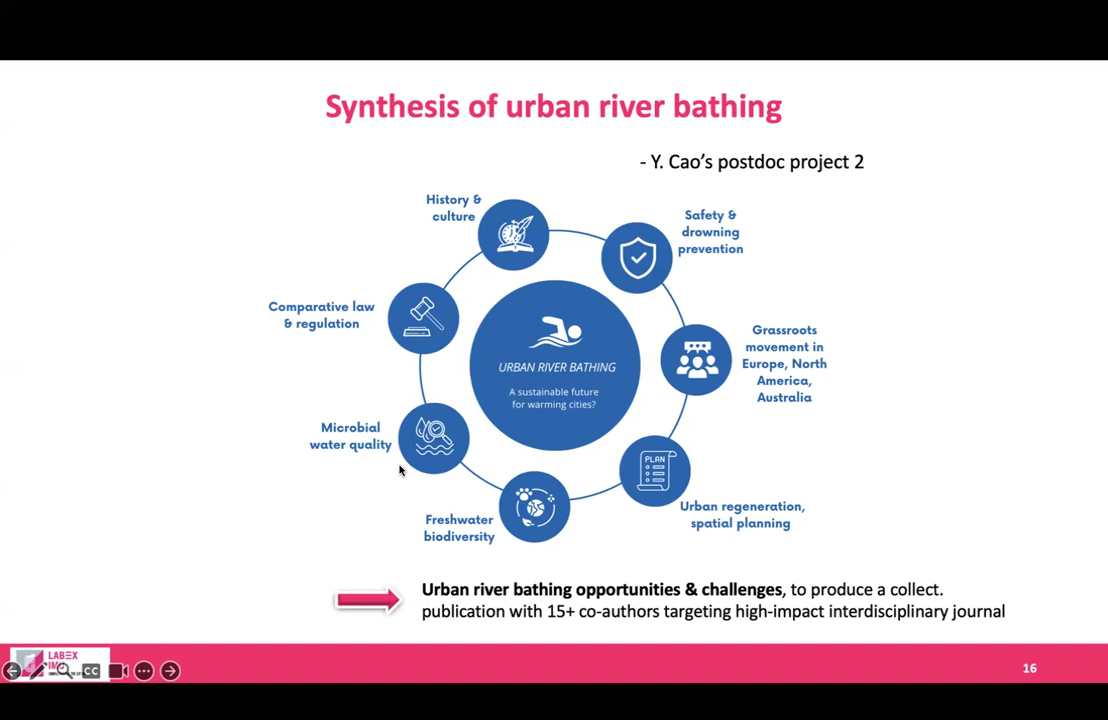 Synthesis of urban river bathing
- Y. Cao's postdoc project 2
History &
culture
Safety &
drowning
prevention
Comparative law
& regulation
Grassroots
movement in
Europe, North
America,
Australia
URBAN RIVER BATHING
A sustainable future
for warming cities?
Microbial
water quality
PLAN
Urban regeneration,
spatial planning
Freshwater
biodiversity
Urban river bathing opportunities & challenges, to produce a collect.
publication with 15+ co-authors targeting high-impact interdisciplinary journal
LABEX
CC
16